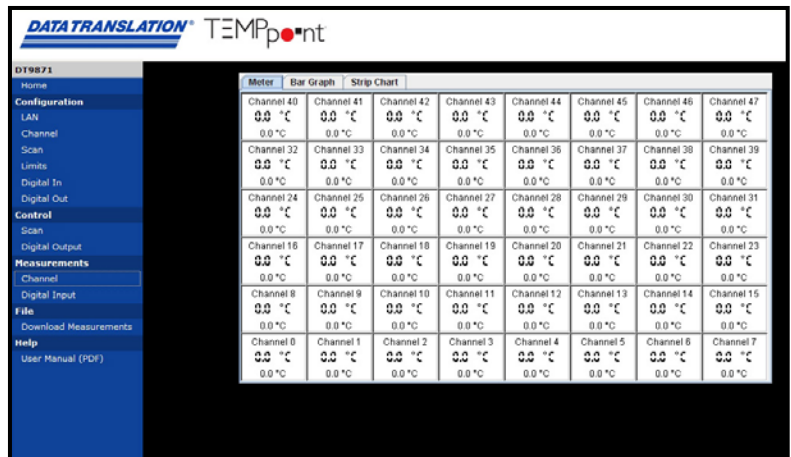 DATA TRANSLATION® TEMPpoint
DT9871
Home
Configuration
LAN
Channel
Scan
Limits
Digital In
Digital Out
Control
Scan
Digital Output
Measurements
Channel
Digital Input
File
Download Measurements
Help
User Manual (PDF)
Meter Bar Graph Strip Chart
Channel 40 Channel 41 Channel 42 Channel 43 Channel 44 Channel 45 Channel 46 Channel 47
0.0 °C 0.0 °C 0.0 °C 0.0 °C 0.0 °C 0.0 °C 0.0 °C 0.0 °C
0.0 °C 0.0 °C 0.0 °C 0.0 °C 0.0 °C 0.0 °C 0.0 °C 0.0 °C
Channel 32 Channel 33 Channel 34 Channel 35 Channel 36 Channel 37 Channel 38 Channel 39
0.0 °C 0.0 °C 0.0 °C 0.0 °C 0.0 °C 0.0 °C 0.0 °C 0.0 °C
0.0 °C 0.0 °C 0.0 °C 0.0 °C 0.0 °C 0.0 °C 0.0 °C 0.0 °C
Channel 24 Channel 25 Channel 26 Channel 27 Channel 28 Channel 29 Channel 30 Channel 31
0.0 °C 0.0 °C 0.0 °C 0.0 °C 0.0 °C 0.0 °C 0.0 °C 0.0 °C
0.0 °C 0.0 °C 0.0 °C 0.0 °C 0.0 °C 0.0 °C 0.0 °C 0.0 °C
Channel 16 Channel 17 Channel 18 Channel 19 Channel 20 Channel 21 Channel 22 Channel 23
0.0 °C 0.0 °C 0.0 °C 0.0 °C 0.0 °C 0.0 °C 0.0 °C 0.0 °C
0.0 °C 0.0 °C 0.0 °C 0.0 °C 0.0 °C 0.0 °C 0.0 °C 0.0 °C
Channel 8 Channel 9 Channel 10 Channel 11 Channel 12 Channel 13 Channel 14 Channel 15
0.0 °C 0.0 °C 0.0 °C 0.0 °C 0.0 °C 0.0 °C 0.0 °C 0.0 °C
0.0 °C 0.0 °C 0.0 °C 0.0 °C 0.0 °C 0.0 °C 0.0 °C 0.0 °C
Channel 0 Channel 1 Channel 2 Channel 3 Channel 4 Channel 5 Channel 6 Channel 7
0.0 °C 0.0 °C 0.0 °C 0.0 °C 0.0 °C 0.0 °C 0.0 °C 0.0 °C
0.0 °C 0.0 °C 0.0 °C 0.0 °C 0.0 °C 0.0 °C 0.0 °C 0.0 °C